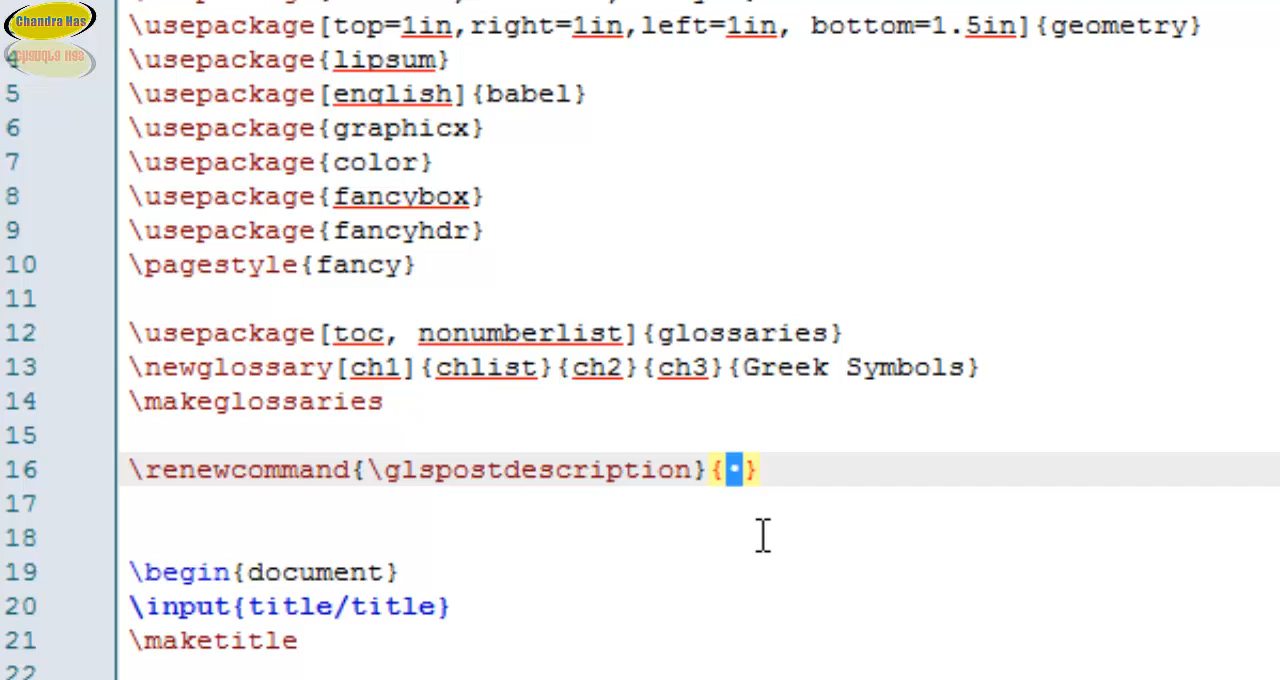 Chandra Has
\usepackage[top=1in,right=1in,left=1in, bottom=1.5in]{geometry}
4 \usepackage{lipsum}
5 \usepackage[english]{babel}
6 \usepackage{graphicx}
7 \usepackage{color}
8 \usepackage{fancybox}
9 \usepackage{fancyhdr}
10 \pagestyle{fancy}
11
12 \usepackage[toc, nonumberlist]{glossaries}
13 \newglossary[ch1]{chlist}{ch2}{ch3}{Greek Symbols}
14 \makeglossaries
15
16 \renewcommand{\glspostdescription}{•}
17
18
19 \begin{document}
20 \input{title/title}
21 \maketitle
22